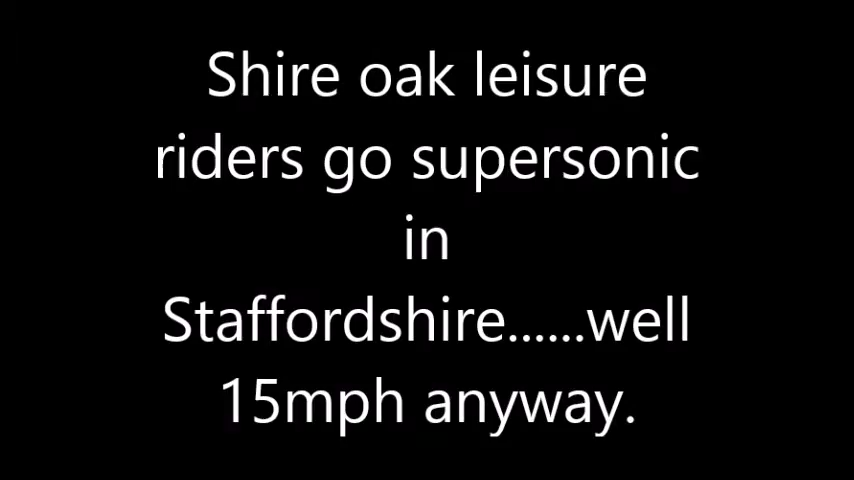 Shire oak leisure
riders go supersonic
in
Staffordshire......well
15mph anyway.